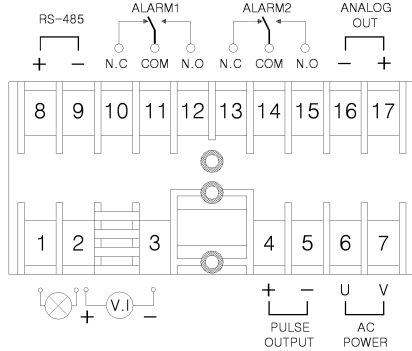 RS-485 ALARM1 ALARM2 ANALOG OUT
+ − N.C COM N.O N.C COM N.O − +
8 9 10 11 12 13 14 15 16 17
1 2 3 4 5 6 7
+ V.I − + − U V
PULSE OUTPUT AC POWER